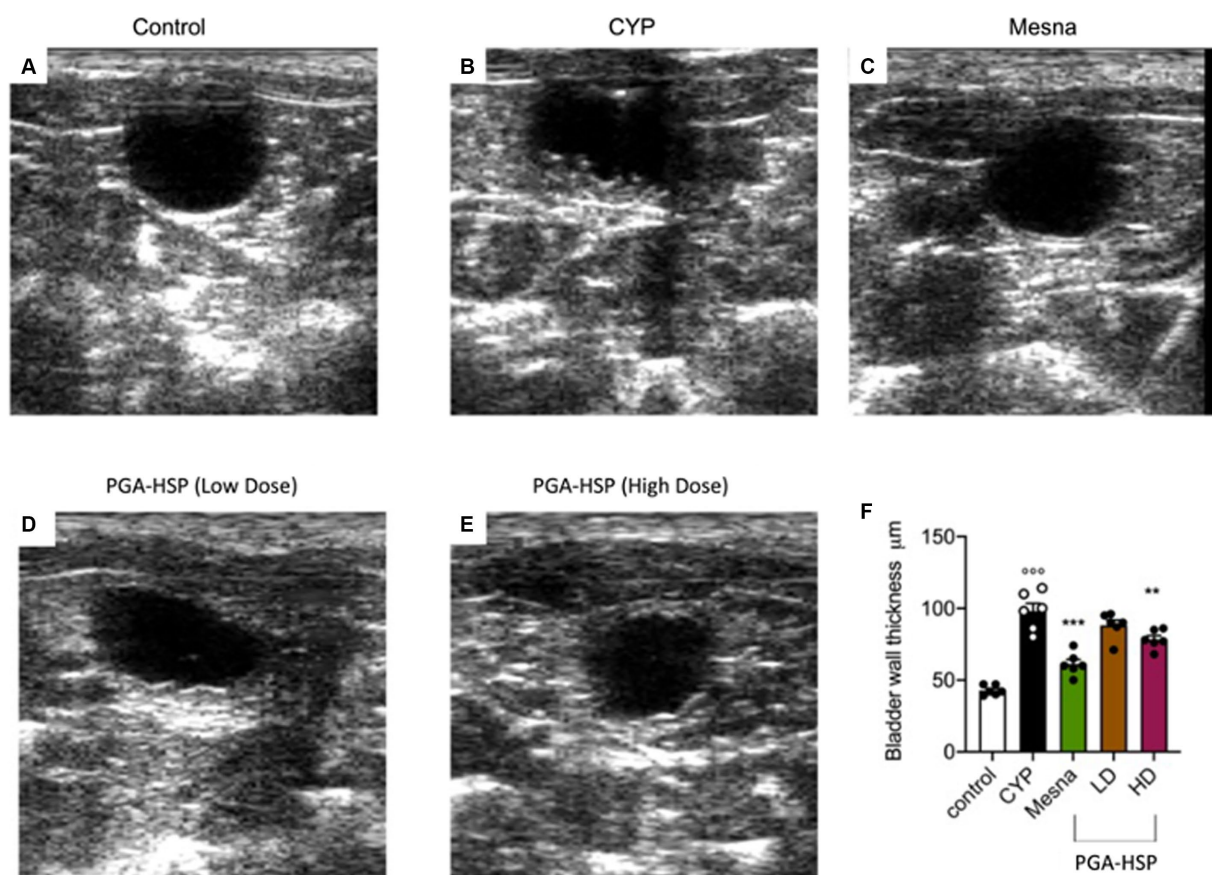 Control
CYP
Mesna
A
B
C
PGA-HSP (Low Dose)
PGA-HSP (High Dose)
D
E
F
Bladder wall thickness µm
150
100
50
0
°°°
***
**
control
CYP
Mesna
LD
HD
PGA-HSP